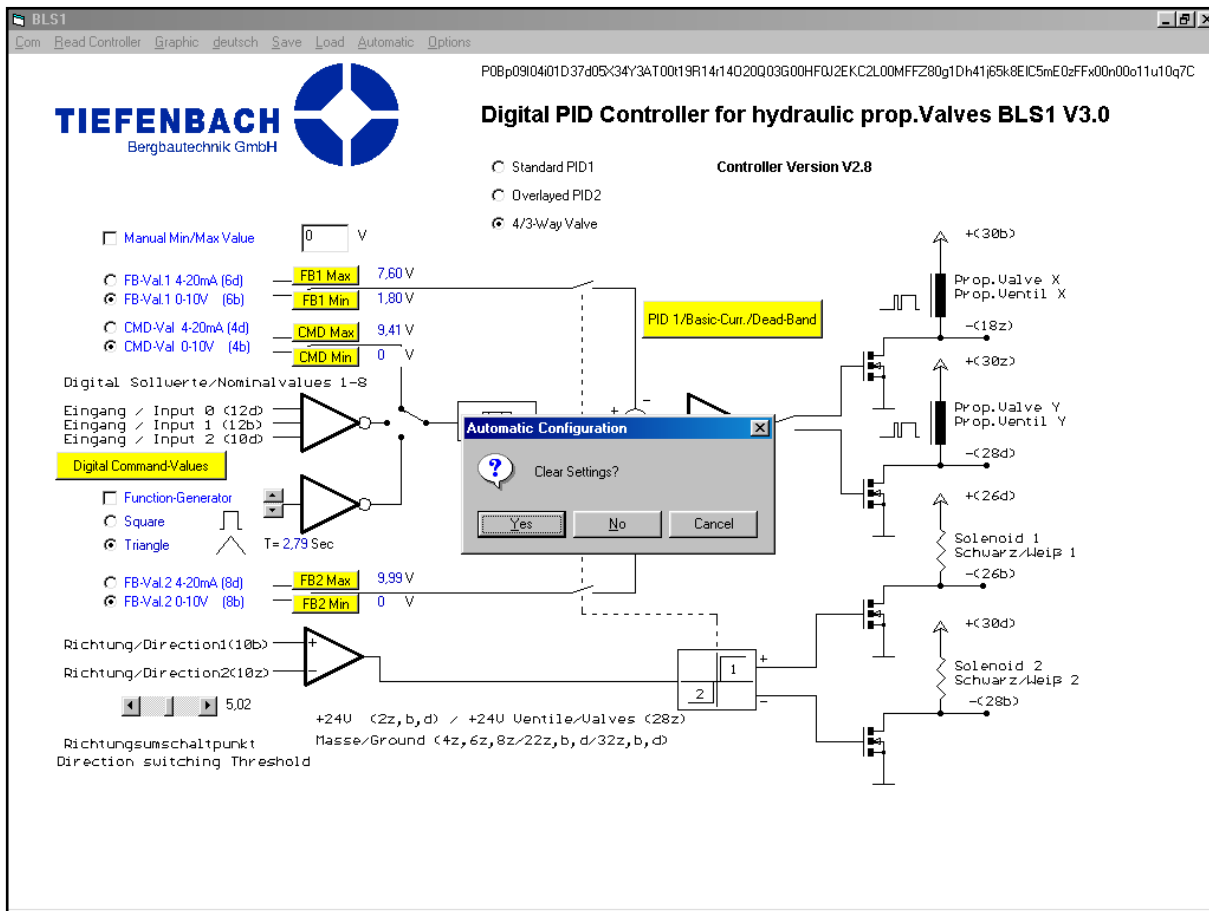 BLS1
Com Read Controller Graphic deutsch Save Load Automatic Options
P0Bp09I04i01D37d05X34Y3AT00t19R14r14O20Q03G00HF0J2EKC2L00MFFZ80g1Dh41j65k8EIC5mE0zFFx00n00o11u10q7C
TIEFENBACH
Bergbautechnik GmbH
Digital PID Controller for hydraulic prop.Valves BLS1 V3.0
Standard PID1
Controller Version V2.8
Overlayed PID2
4/3-Way Valve
Manual Min/Max Value 0 V
+(30b)
FB-Val.1 4-20mA (6d) FB1 Max 7,60 V
FB-Val.1 0-10V (6b) FB1 Min 1,80 V
Prop.Valve X
Prop.Ventil X
PID 1/Basic-Curr./Dead-Band
CMD-Val 4-20mA (4d) CMD Max 9,41 V
CMD-Val 0-10V (4b) CMD Min 0 V
-(18z)
+(30z)
Digital Sollwerte/Nominalvalues 1-8
Eingang / Input 0 (12d)
Eingang / Input 1 (12b)
Eingang / Input 2 (10d)
+ -
Prop.Valve Y
Prop.Ventil Y
Automatic Configuration
Clear Settings?
Yes No Cancel
-(28d)
Digital Command-Values
+(26d)
Function-Generator
Square
Triangle T= 2,79 Sec
Solenoid 1
Schwarz/Weiß 1
FB-Val.2 4-20mA (8d) FB2 Max 9,99 V
FB-Val.2 0-10V (8b) FB2 Min 0 V
-(26b)
+(30d)
Richtung/Direction1(10b) +
Richtung/Direction2(10z) -
1 +
2 -
Solenoid 2
Schwarz/Weiß 2
-(28b)
5,02
+24V (2z,b,d) / +24V Ventile/Valves (28z)
Masse/Ground (4z,6z,8z/22z,b,d/32z,b,d)
Richtungsumschaltpunkt
Direction switching Threshold